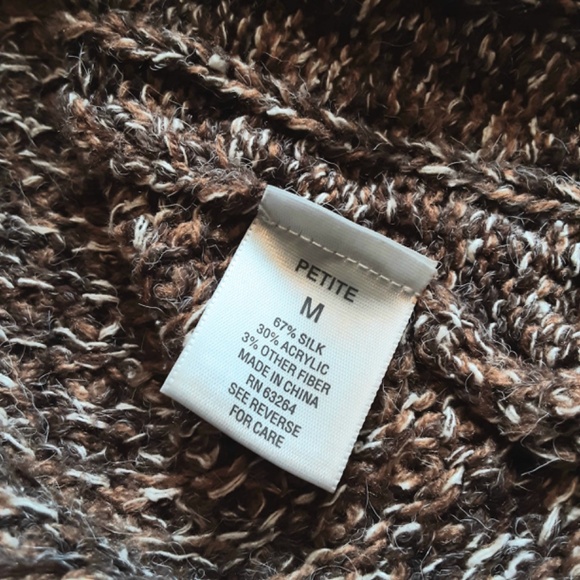 PETITE
M
67% SILK
30% ACRYLIC
3% OTHER FIBER
MADE IN CHINA
RN 63264
SEE REVERSE
FOR CARE